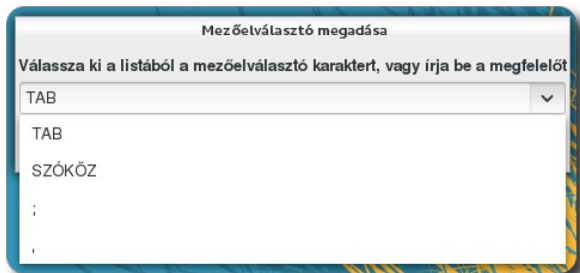 Mezőelválasztó megadása
Válassza ki a listából a mezőelválasztó karaktert, vagy írja be a megfelelőt
TAB
TAB
SZÓKÖZ
;
,